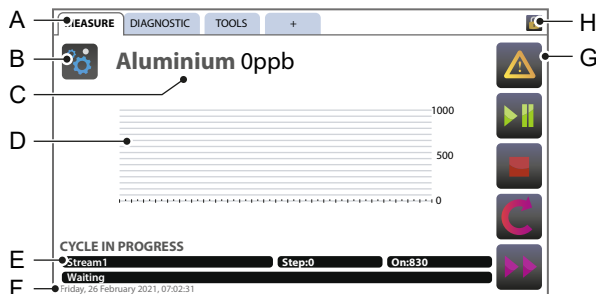 A MEASURE DIAGNOSTIC TOOLS + H
B Aluminium 0ppb G
C
1000
D
500
0
CYCLE IN PROGRESS
E Stream1 Step:0 On:830
Waiting
F Friday, 26 February 2021, 07:02:31